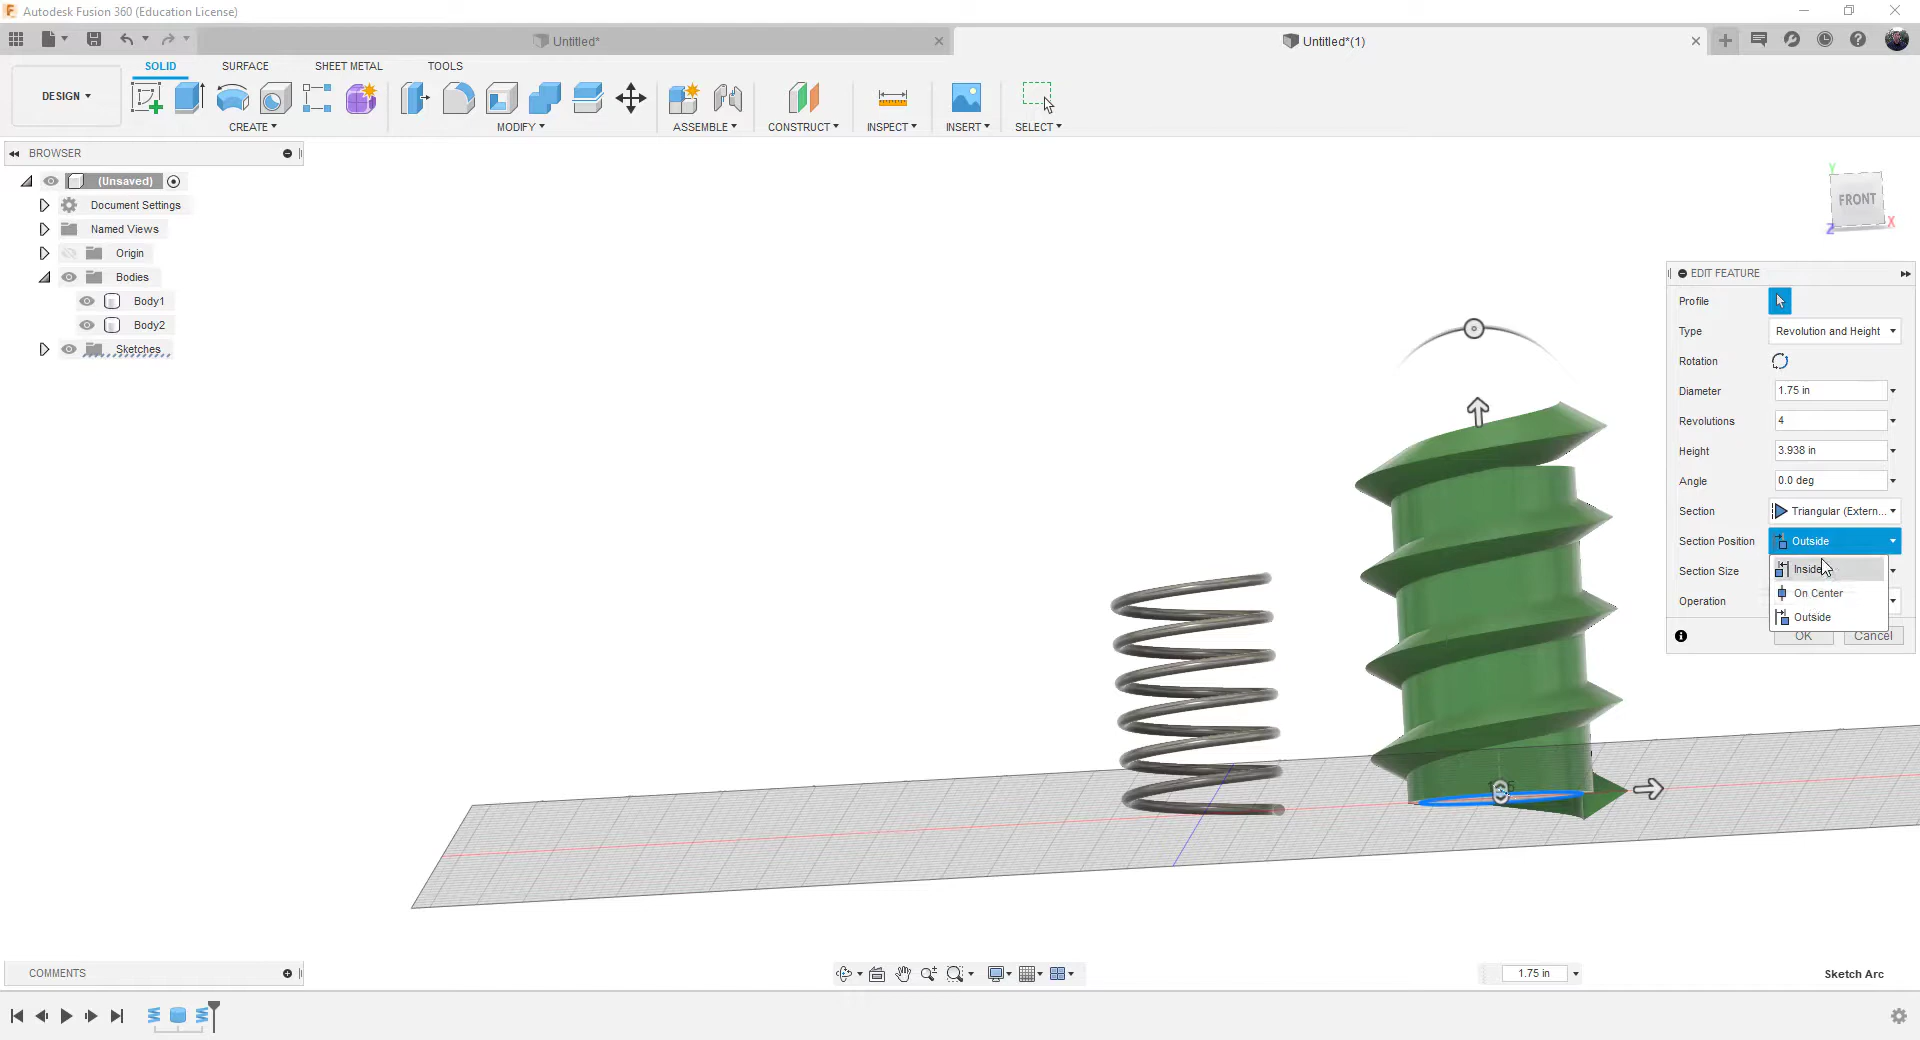 Autodesk Fusion 360 (Education License)
Untitled*
Untitled*(1)
SOLID SURFACE SHEET METAL TOOLS
DESIGN
CREATE MODIFY ASSEMBLE CONSTRUCT INSPECT INSERT SELECT
BROWSER
(Unsaved)
Document Settings
Named Views
Origin
Bodies
Body1
Body2
Sketches
Y
FRONT
X
Z
EDIT FEATURE
Profile
Type Revolution and Height
Rotation
Diameter 1.75 in
Revolutions 4
Height 3.938 in
Angle 0.0 deg
Section Triangular (Extern...
Section Position Outside
Inside
On Center
Outside
Section Size
Operation
OK Cancel
COMMENTS
1.75 in
Sketch Arc